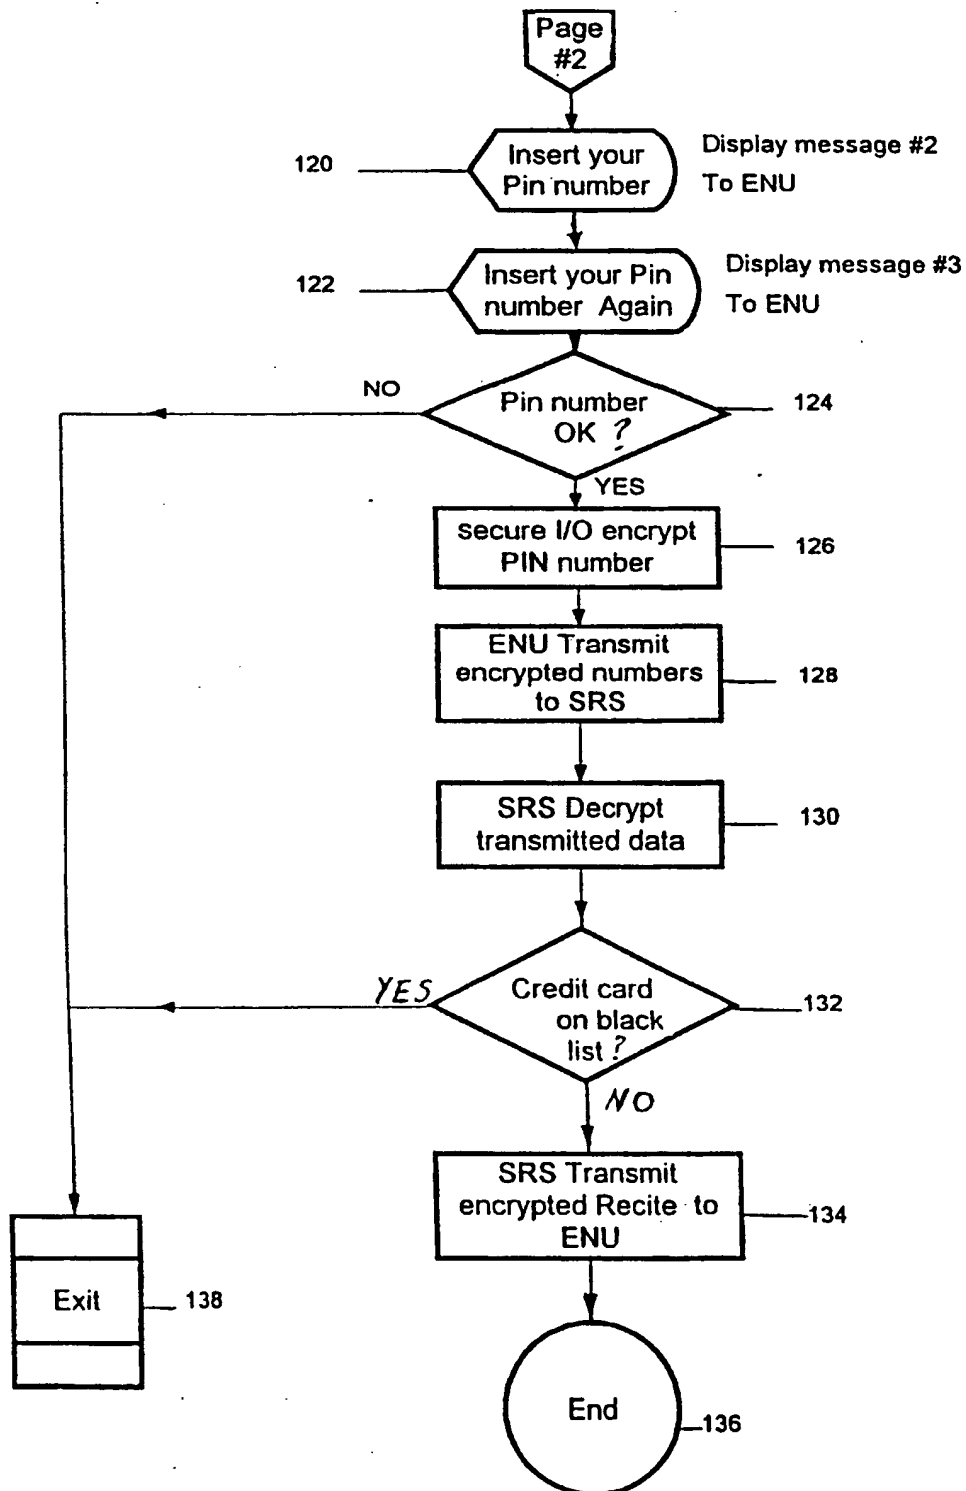 Page
#2
120
Insert your
Pin number
Display message #2
To ENU
122
Insert your Pin
number Again
Display message #3
To ENU
NO
Pin number
OK ?
124
YES
secure I/O encrypt
PIN number
126
ENU Transmit
encrypted numbers
to SRS
128
SRS Decrypt
transmitted data
130
YES
Credit card
on black
list ?
132
NO
SRS Transmit
encrypted Recite to
ENU
134
Exit
138
End
136